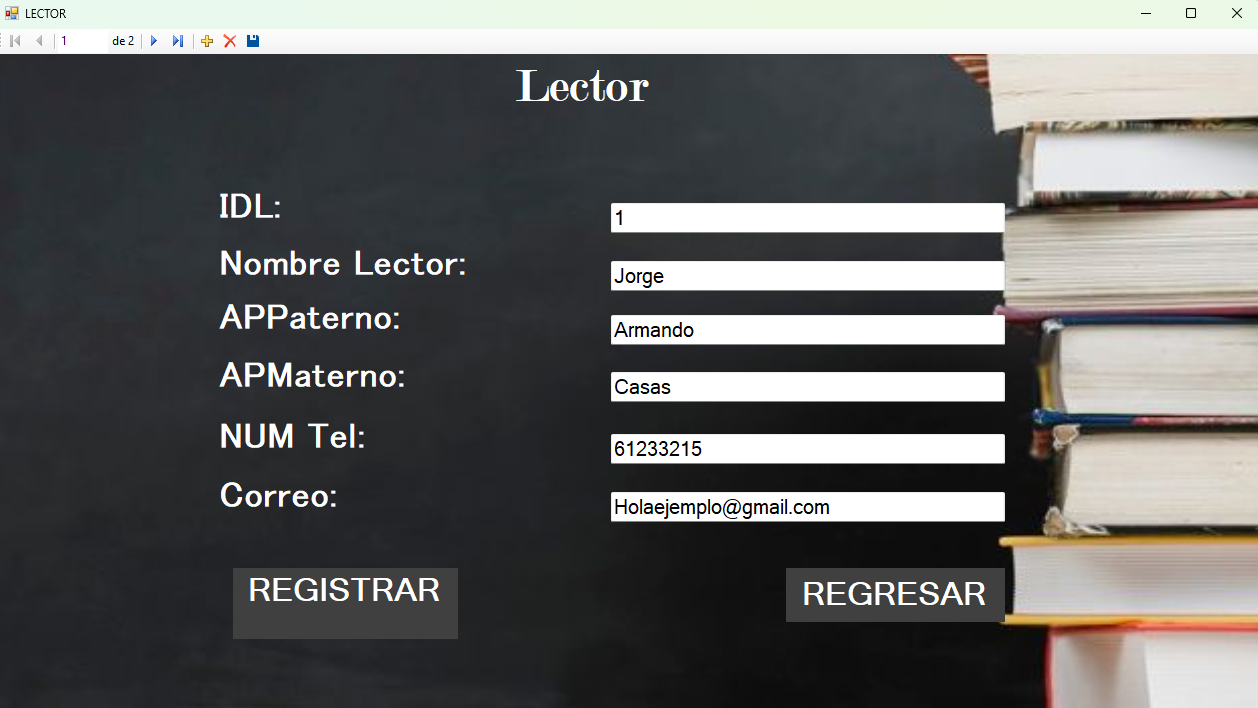 LECTOR
1 de 2
Lector
IDL: 1
Nombre Lector: Jorge
APPaterno: Armando
APMaterno: Casas
NUM Tel: 61233215
Correo: Holaejemplo@gmail.com
REGISTRAR REGRESAR